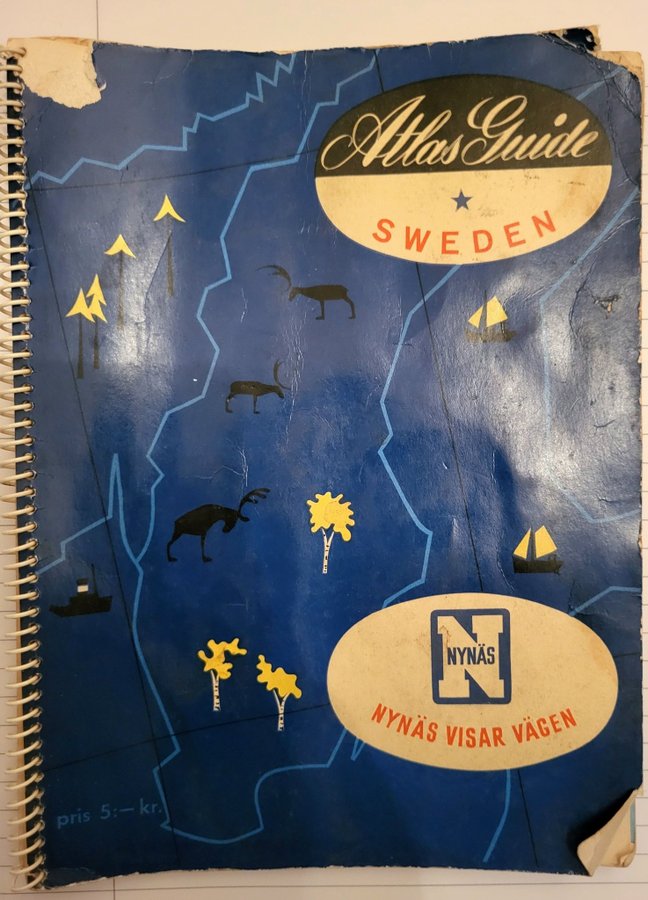 Atlas Guide
SWEDEN
NYNÄS
NYNÄS VISAR VÄGEN
pris 5:— kr.